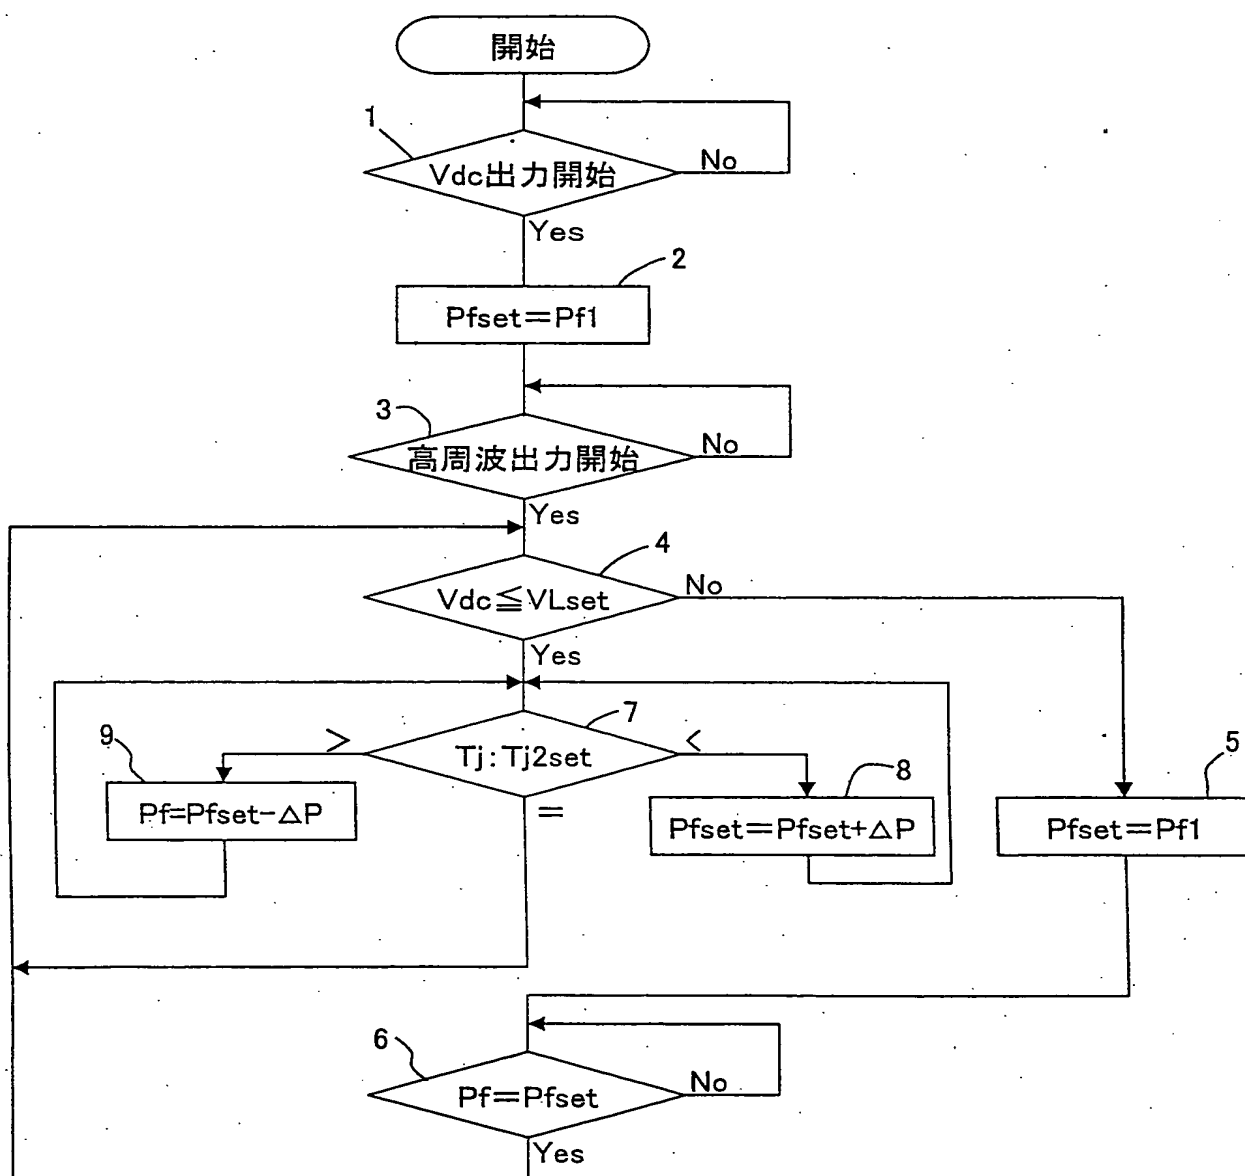 開始
1
Vdc出力開始
No
Yes
2
Pfset=Pf1
3
高周波出力開始
No
Yes
4
Vdc≦VLset
No
Yes
7
>
Tj:Tj2set
<
=
9
Pf=Pfset-△P
8
Pfset=Pfset+△P
5
Pfset=Pf1
6
Pf=Pfset
No
Yes